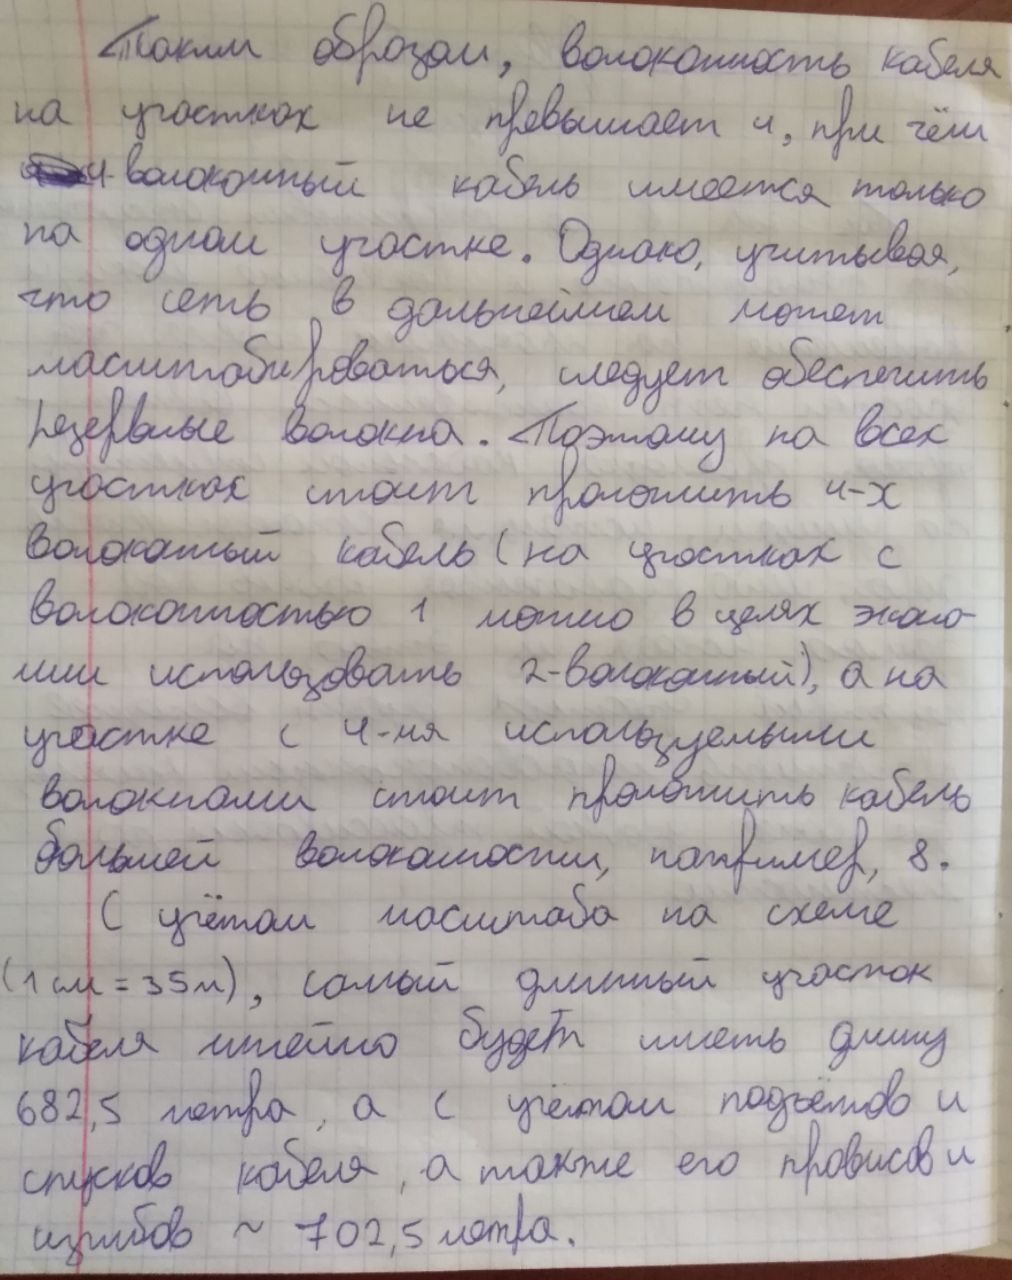 Таким образом, волоконность кабеля
на участках не превышает 4, при чём
4-волоконный кабель имеется только
на одном участке. Однако, учитывая,
что сеть в дальнейшем может
масштабироваться, следует обеспечить
резервные волокна. Поэтому на всех
участках стоит проложить 4-х
волоконный кабель (на участках с
волоконностью 1 можно в целях эконо-
мии использовать 2-волоконный), а на
участке с 4-мя используемыми
волокнами стоит проложить кабель
большей волоконности, например, 8.
С учётом масштаба на схеме
(1 см = 35 м), самый длинный участок
кабеля линейно будет иметь длину
682,5 метра, а с учётом подъёмов и
спусков кабеля, а также его провисов и
изгибов ~ 702,5 метра.